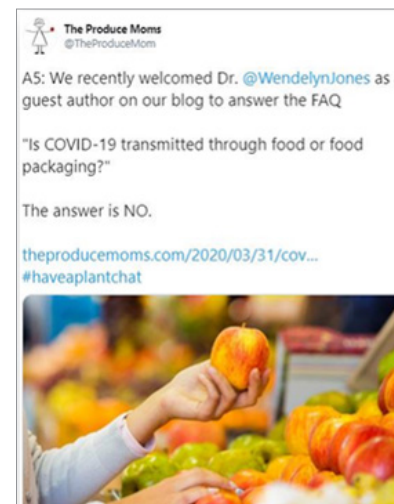 The Produce Moms
@TheProduceMom
A5: We recently welcomed Dr. @WendelynJones as
guest author on our blog to answer the FAQ
"Is COVID-19 transmitted through food or food
packaging?"
The answer is NO.
theproducemoms.com/2020/03/31/cov...
#haveaplantchat